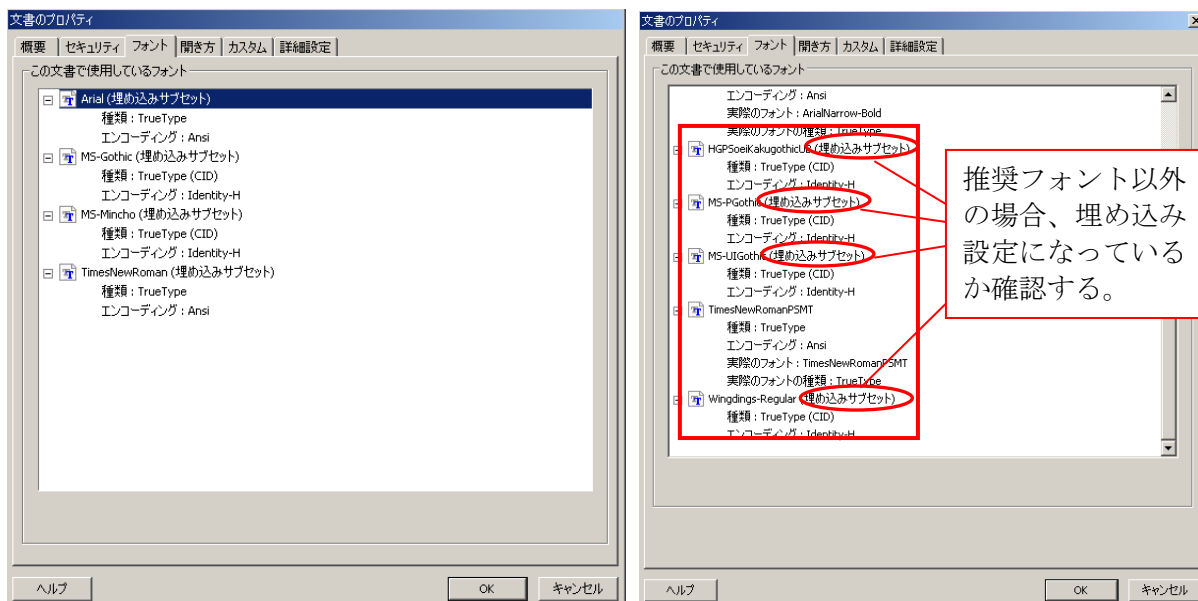 文書のプロパティ
概要
セキュリティ
フォント
開き方
カスタム
詳細設定
この文書で使用しているフォント
Arial (埋め込みサブセット)
種類 : TrueType
エンコーディング : Ansi
MS-Gothic (埋め込みサブセット)
種類 : TrueType (CID)
エンコーディング : Identity-H
MS-Mincho (埋め込みサブセット)
種類 : TrueType (CID)
エンコーディング : Identity-H
TimesNewRoman (埋め込みサブセット)
種類 : TrueType
エンコーディング : Ansi
ヘルプ
OK
キャンセル
文書のプロパティ
概要
セキュリティ
フォント
開き方
カスタム
詳細設定
この文書で使用しているフォント
エンコーディング : Ansi
実際のフォント : ArialNarrow-Bold
実際のフォントの種類 : TrueType
HGPSoeiKakugothicUB (埋め込みサブセット)
種類 : TrueType (CID)
エンコーディング : Identity-H
MS-PGothic (埋め込みサブセット)
種類 : TrueType (CID)
エンコーディング : Identity-H
MS-UIGothic (埋め込みサブセット)
種類 : TrueType (CID)
エンコーディング : Identity-H
TimesNewRomanPSMT
種類 : TrueType
エンコーディング : Ansi
実際のフォント : TimesNewRomanPSMT
実際のフォントの種類 : TrueType
Wingdings-Regular (埋め込みサブセット)
種類 : TrueType (CID)
エンコーディング : Identity-H
推奨フォント以外
の場合、埋め込み
設定になっている
か確認する。
ヘルプ
OK
キャンセル